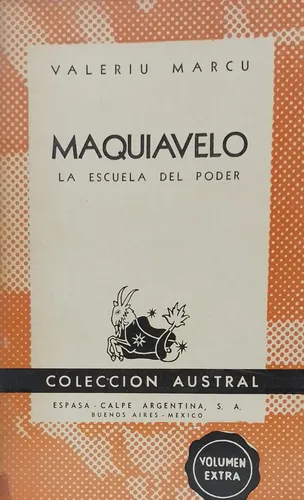 VALERIU MARCU
MAQUIAVELO
LA ESCUELA DEL PODER
COLECCION AUSTRAL
ESPASA - CALPE ARGENTINA, S. A.
BUENOS AIRES - MEXICO
VOLUMEN
EXTRA